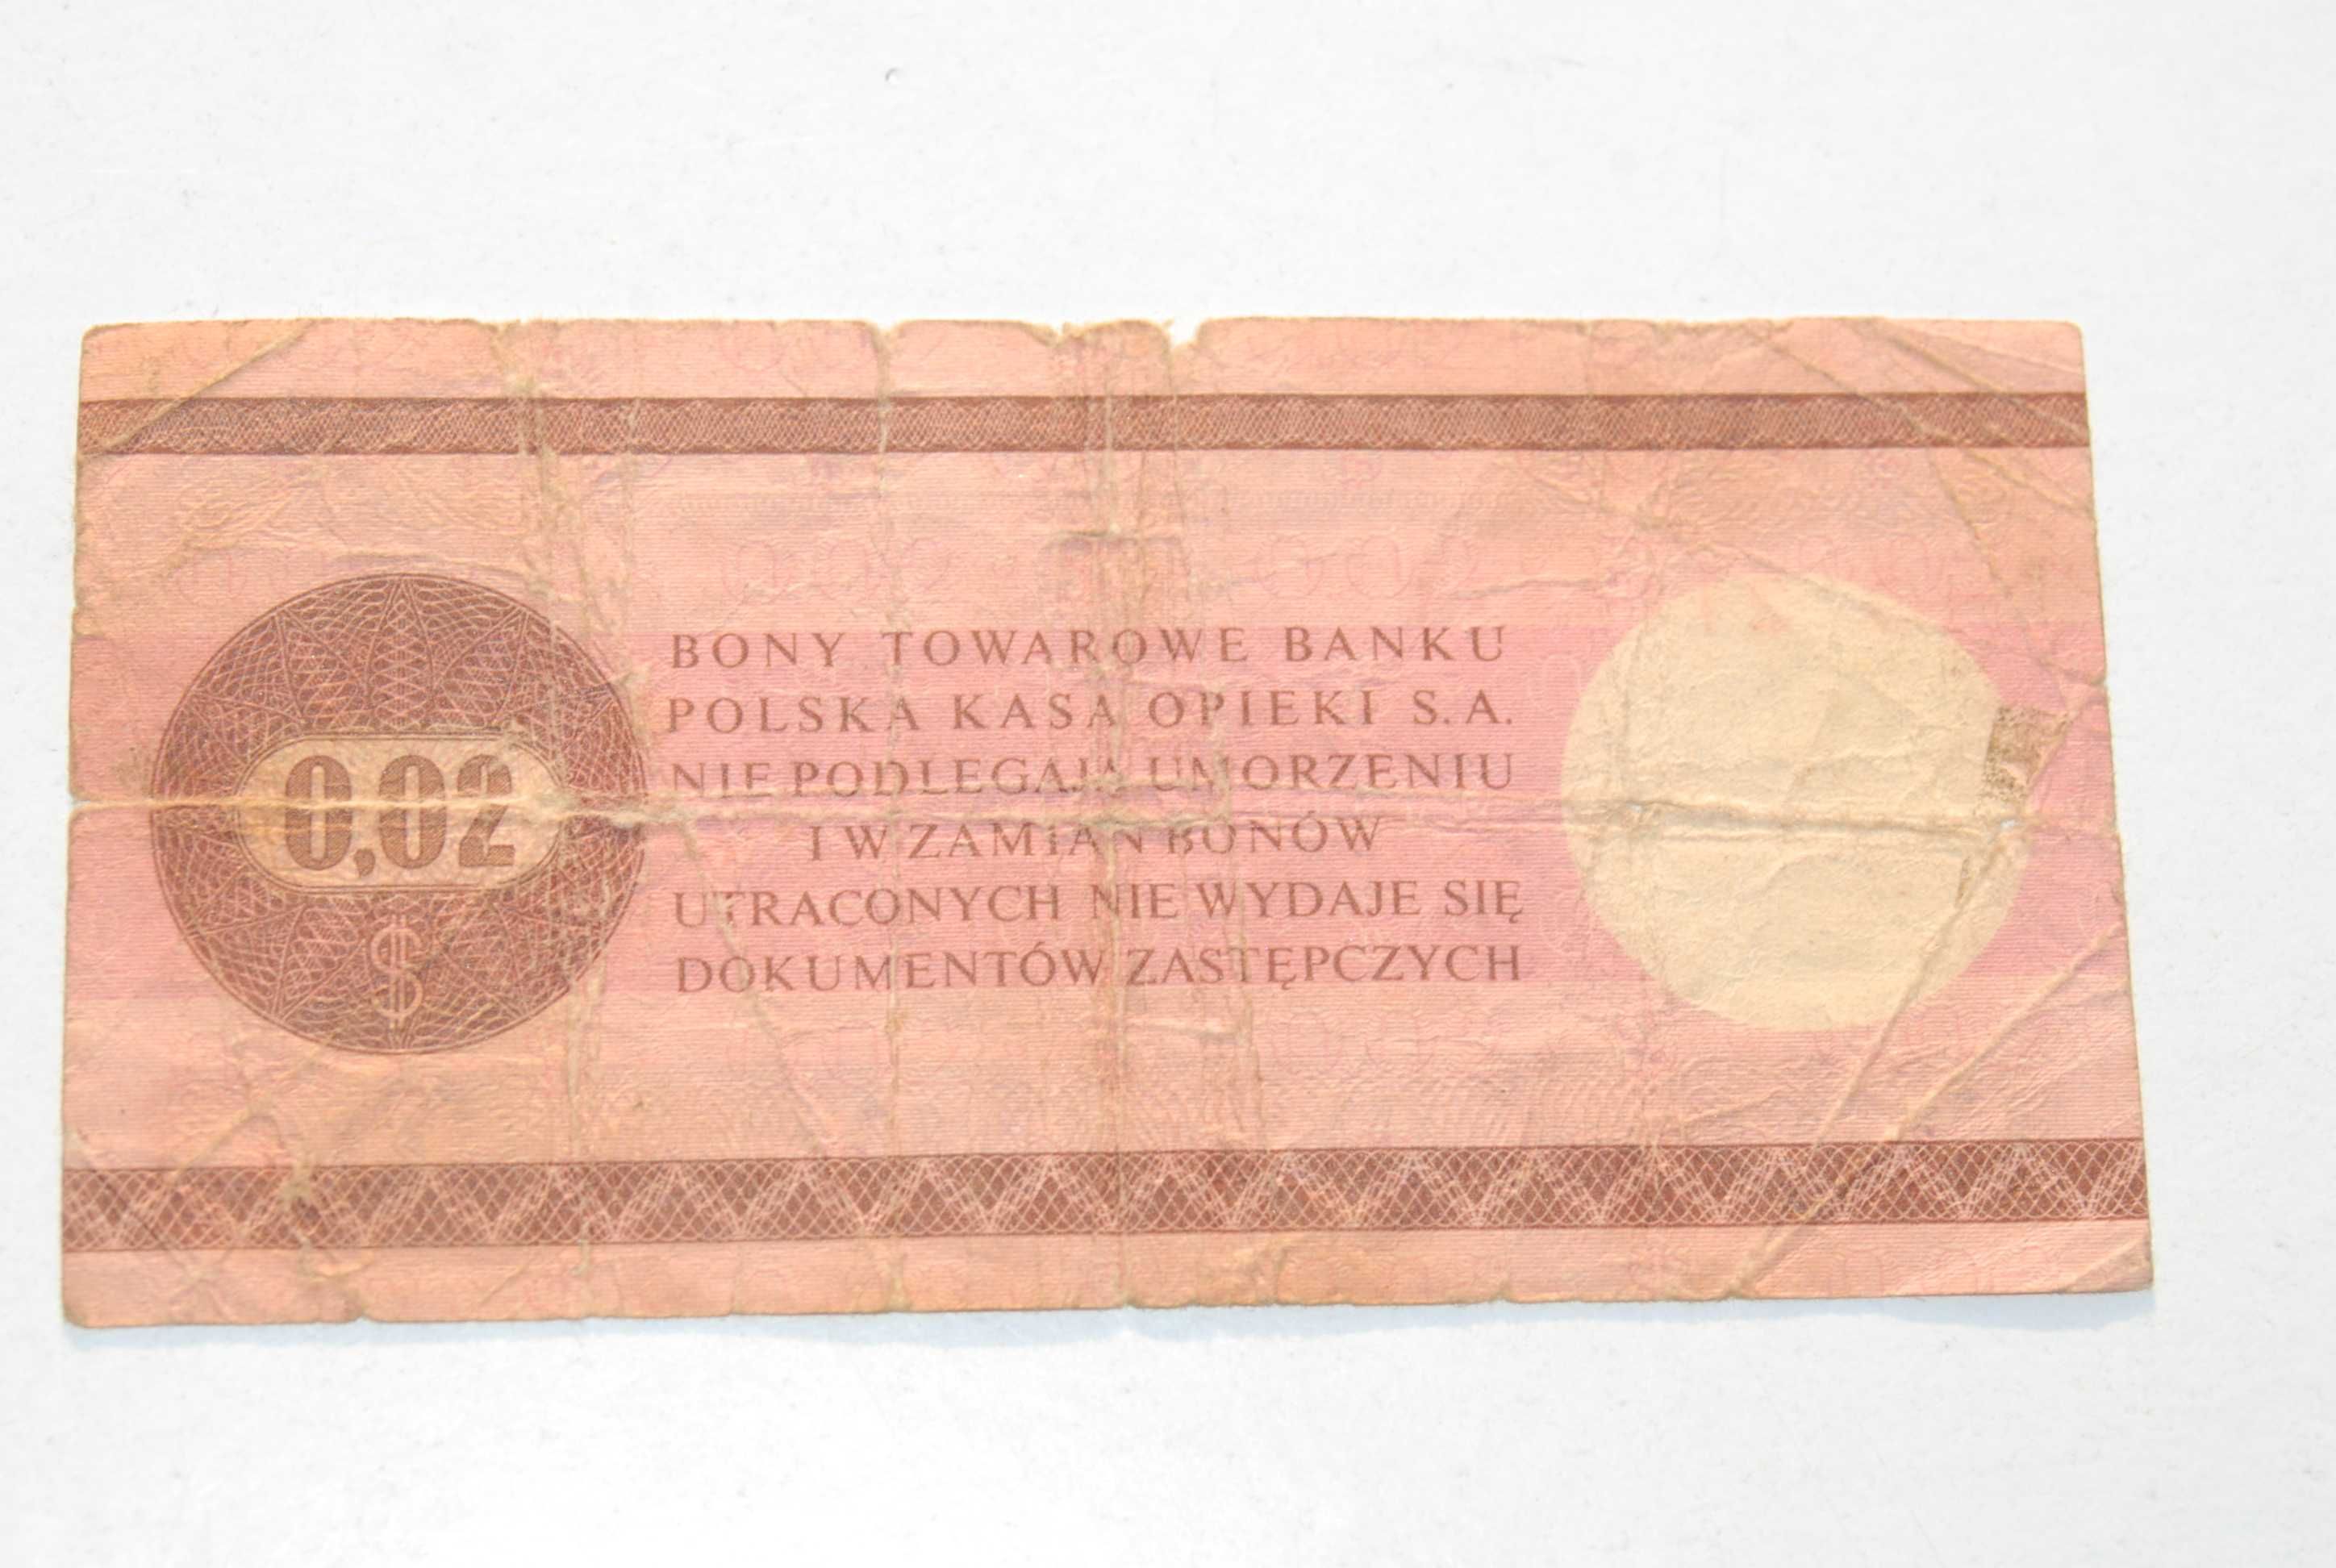 BONY TOWAROWE BANKU
POLSKA KASA OPIEKI S.A.
NIE PODLEGAJĄ UMORZENIU
I W ZAMIAN BONÓW
UTRACONYCH NIE WYDAJE SIĘ
DOKUMENTÓW ZASTĘPCZYCH
0,02
$